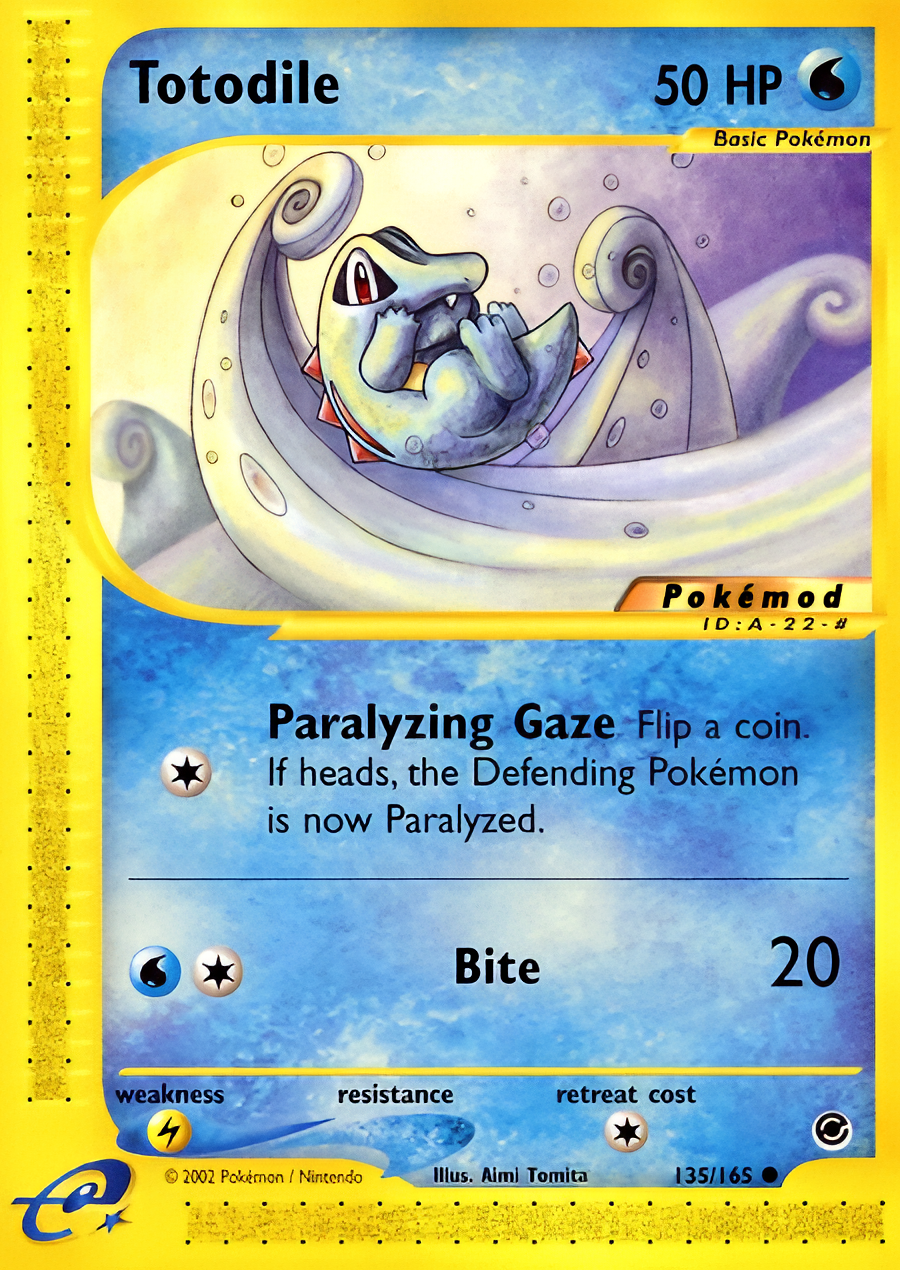 Totodile
50 HP
Basic Pokémon
Pokémod
ID:A-22-#
Paralyzing Gaze Flip a coin.
If heads, the Defending Pokémon
is now Paralyzed.
Bite 20
weakness resistance retreat cost
© 2002 Pokémon / Nintendo Illus. Aimi Tomita 135/165 ●
e